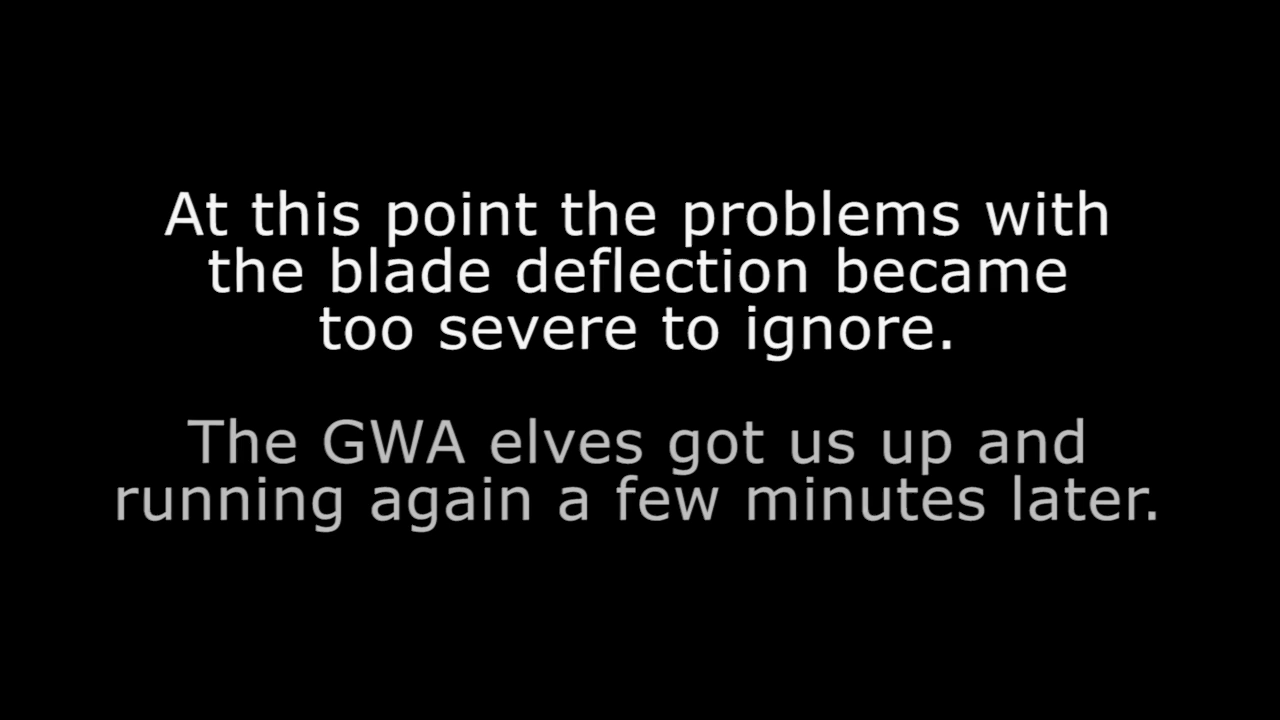 At this point the problems with
the blade deflection became
too severe to ignore.
The GWA elves got us up and
running again a few minutes later.